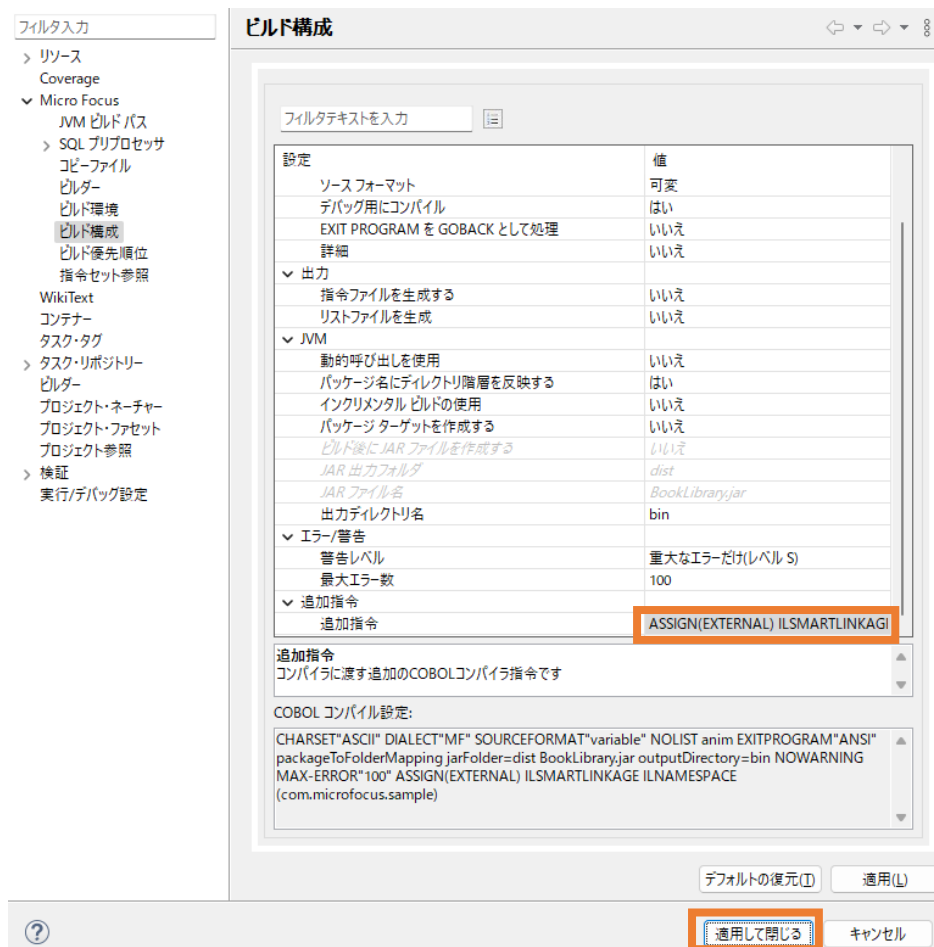 フィルタ入力
リソース
Coverage
Micro Focus
JVM ビルド パス
SQL プリプロセッサ
コピーファイル
ビルダー
ビルド環境
ビルド構成
ビルド優先順位
指令セット参照
WikiText
コンテナー
タスク・タグ
タスク・リポジトリー
ビルダー
プロジェクト・ネーチャー
プロジェクト・ファセット
プロジェクト参照
検証
実行/デバッグ設定
ビルド構成
フィルタテキストを入力
設定 値
ソース フォーマット 可変
デバッグ用にコンパイル はい
EXIT PROGRAM を GOBACK として処理 いいえ
詳細 いいえ
出力
指令ファイルを生成する いいえ
リストファイルを生成 いいえ
JVM
動的呼び出しを使用 いいえ
パッケージ名にディレクトリ階層を反映する はい
インクリメンタル ビルドの使用 いいえ
パッケージ ターゲットを作成する いいえ
ビルド後に JAR ファイルを作成する いいえ
JAR 出力フォルダ dist
JAR ファイル名 BookLibrary.jar
出力ディレクトリ名 bin
エラー/警告
警告レベル 重大なエラーだけ(レベル S)
最大エラー数 100
追加指令
追加指令 ASSIGN(EXTERNAL) ILSMARTLINKAGI
追加指令
コンパイラに渡す追加のCOBOLコンパイラ指令です
COBOL コンパイル設定:
CHARSET"ASCII" DIALECT"MF" SOURCEFORMAT"variable" NOLIST anim EXITPROGRAM"ANSI"
packageToFolderMapping jarFolder=dist BookLibrary.jar outputDirectory=bin NOWARNING
MAX-ERROR"100" ASSIGN(EXTERNAL) ILSMARTLINKAGE ILNAMESPACE
(com.microfocus.sample)
デフォルトの復元(T) 適用(L)
? 適用して閉じる キャンセル